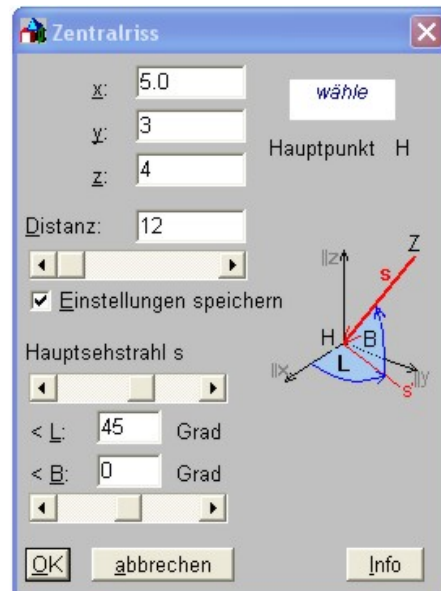 Zentralriss
x: 5.0
wähle
y: 3
Hauptpunkt H
z: 4
Distanz: 12
Einstellungen speichern
Hauptsehstrahl s
< L: 45 Grad
< B: 0 Grad
||z
Z
s
H
B
||x
L
||y
s'
OK
abbrechen
Info